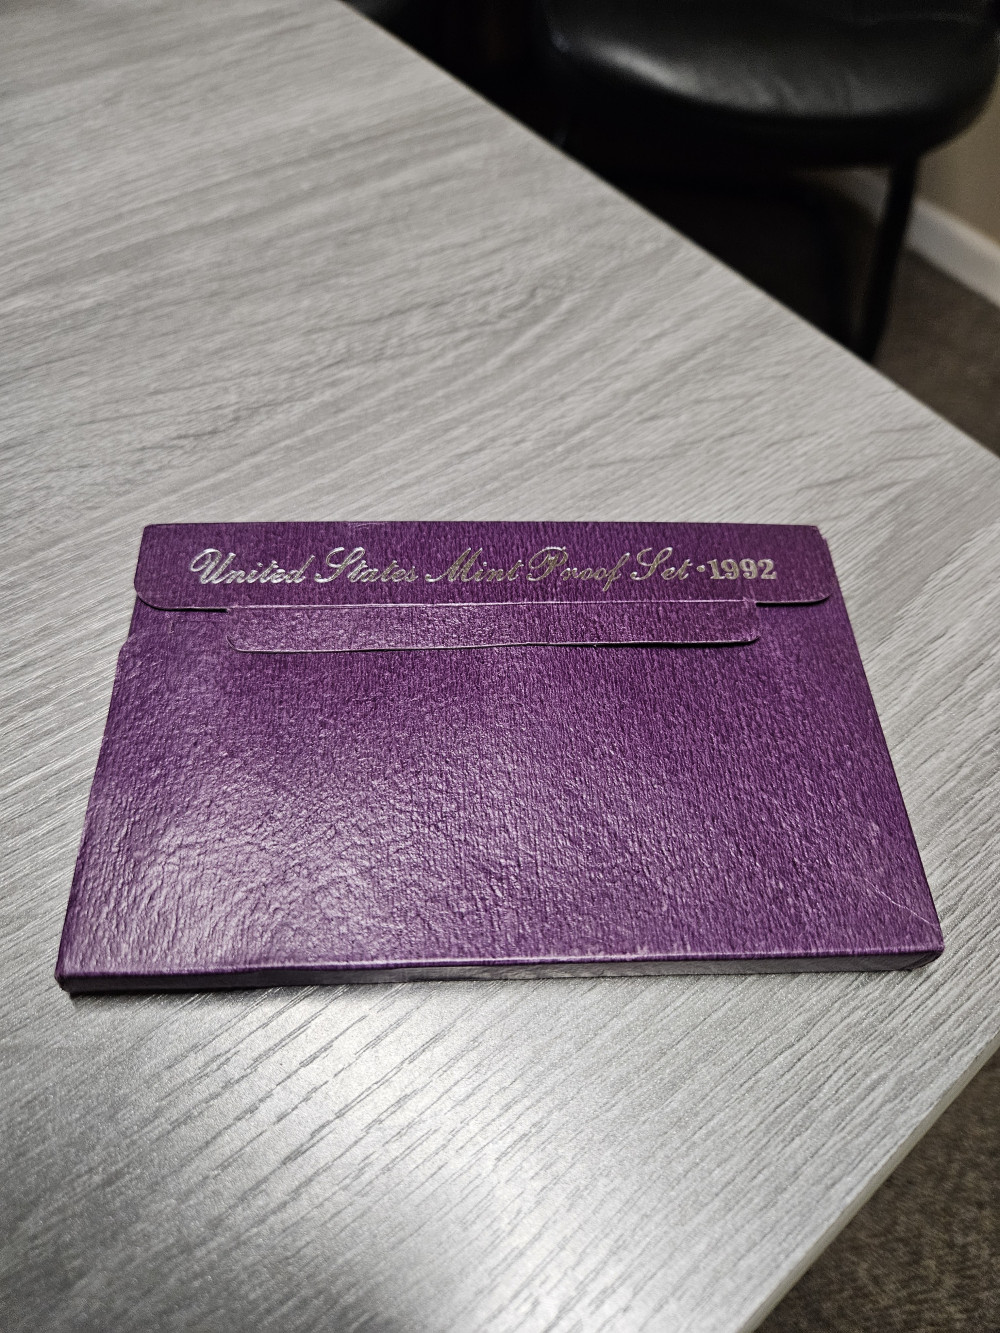 United States Mint Proof Set • 1992